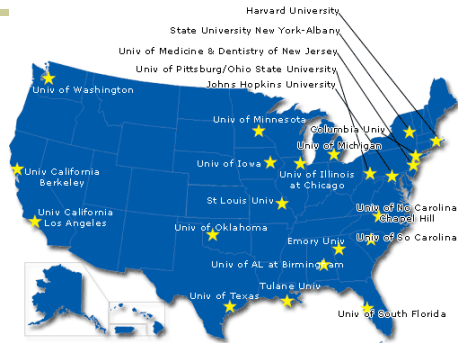 Harvard University
State University New York-Albany
Univ of Medicine & Dentistry of New Jersey
Univ of Pittsburg/Ohio State University
Johns Hopkins University
Univ of Washington
Univ of Minnesota
Columbia Univ
Univ of Michigan
Univ of Iowa
Univ of Illinois
at Chicago
Univ California
Berkeley
St Louis Univ
Univ of No Carolina
Chapel Hill
Univ California
Los Angeles
Univ of Oklahoma
Emory Univ
Univ of So Carolina
Univ of AL at Birmingham
Tulane Univ
Univ of Texas
Univ of South Florida